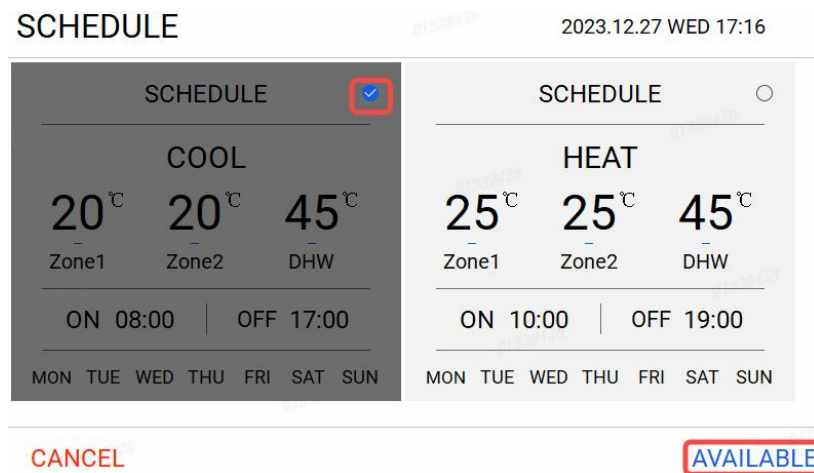 SCHEDULE
2023.12.27 WED 17:16
SCHEDULE
COOL
20℃ 20℃ 45℃
Zone1 Zone2 DHW
ON 08:00 OFF 17:00
MON TUE WED THU FRI SAT SUN
SCHEDULE
HEAT
25℃ 25℃ 45℃
Zone1 Zone2 DHW
ON 10:00 OFF 19:00
MON TUE WED THU FRI SAT SUN
CANCEL
AVAILABLE